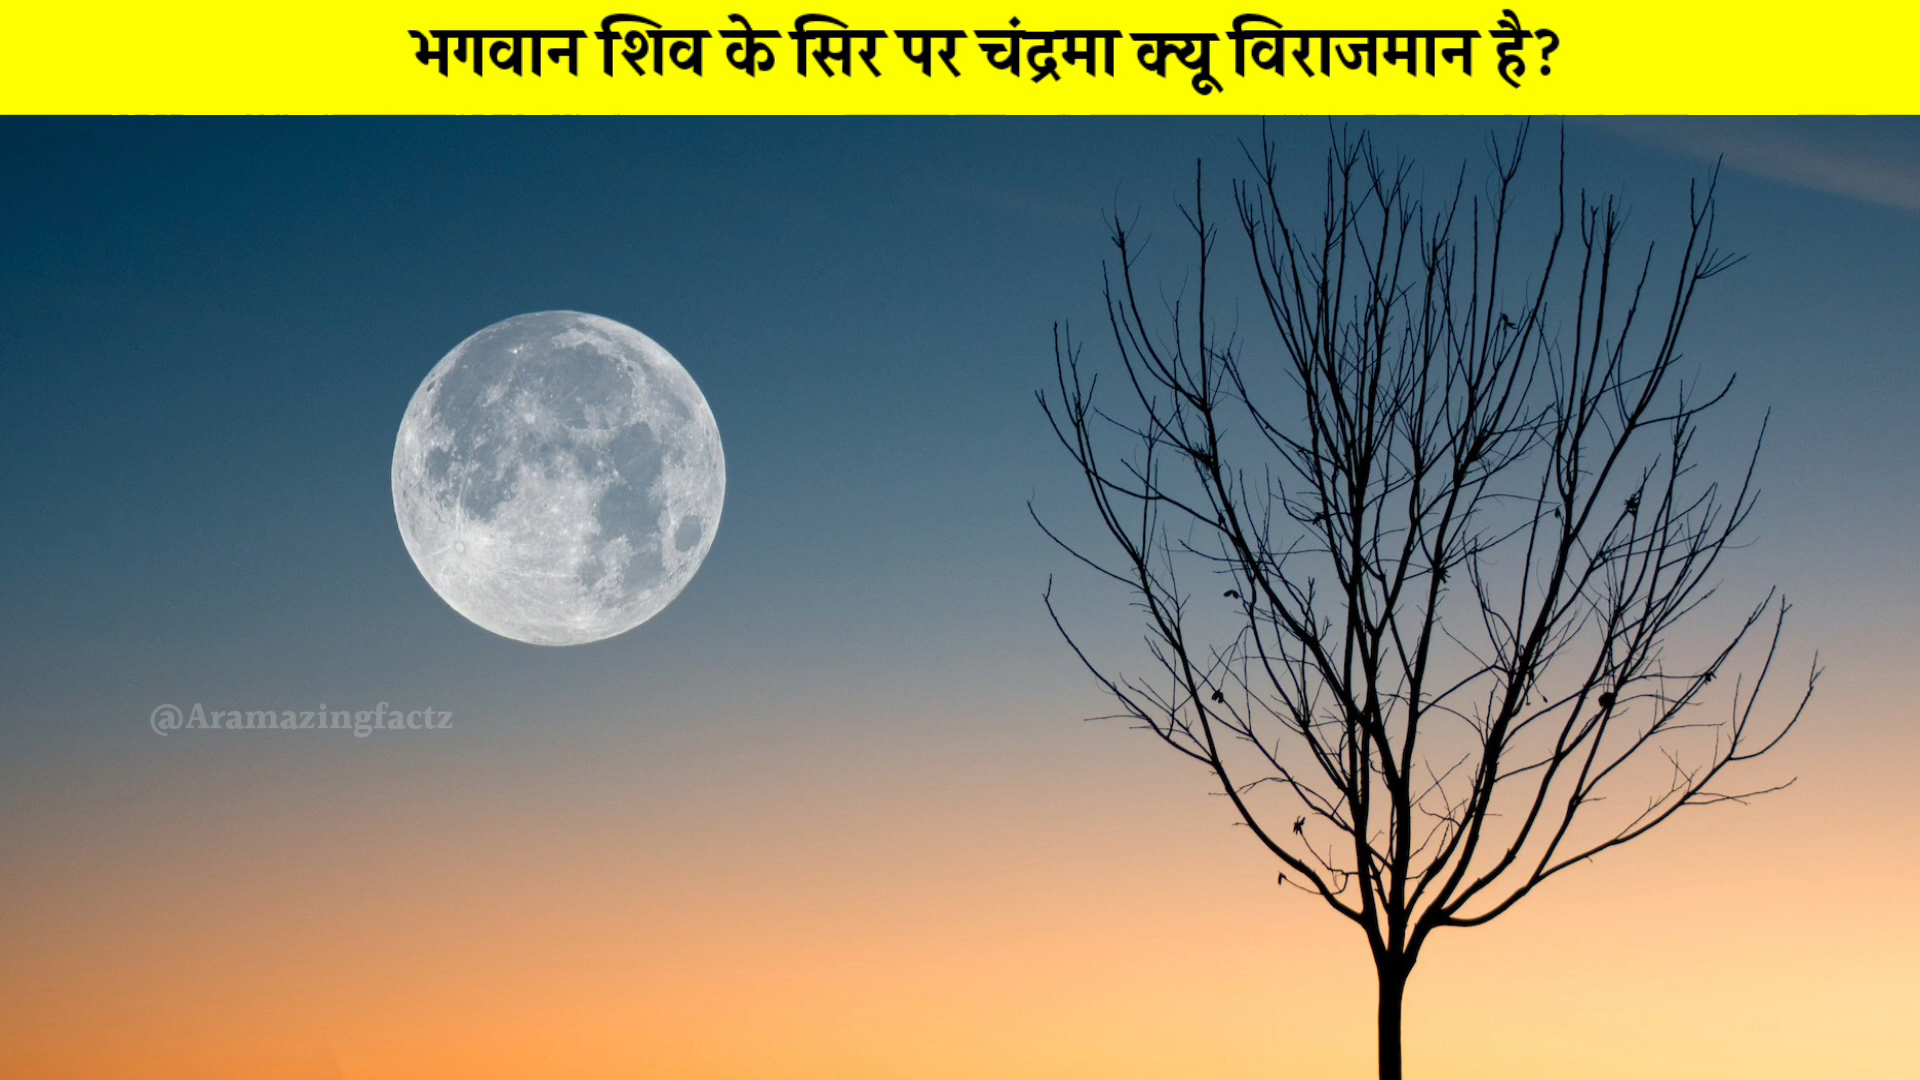 भगवान शिव के सिर पर चंद्रमा क्यू विराजमान है?
@Aramazingfactz